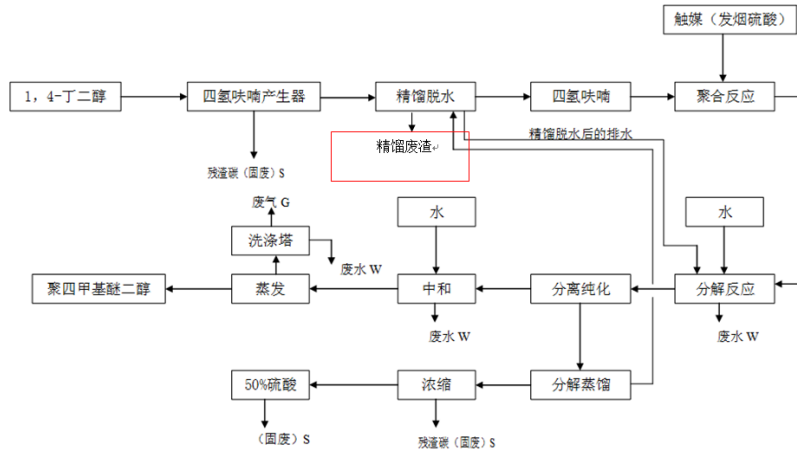 触媒（发烟硫酸）
1，4-丁二醇
四氢呋喃产生器
精馏脱水
四氢呋喃
聚合反应
精馏脱水后的排水
精馏废渣
残渣碳（固废）S
废气 G
水
水
洗涤塔
废水 W
聚四甲基醚二醇
蒸发
中和
分离纯化
分解反应
废水 W
废水 W
50%硫酸
浓缩
分解蒸馏
（固废）S
残渣碳（固废）S